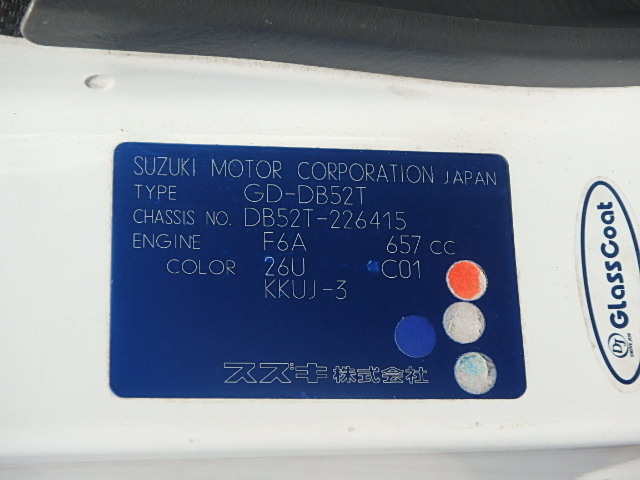 SUZUKI MOTOR CORPORATION JAPAN
TYPE GD-DB52T
CHASSIS NO. DB52T-226415
ENGINE F6A 657 CC
COLOR 26U C01
KKUJ-3
スズキ株式会社
GlassCoat